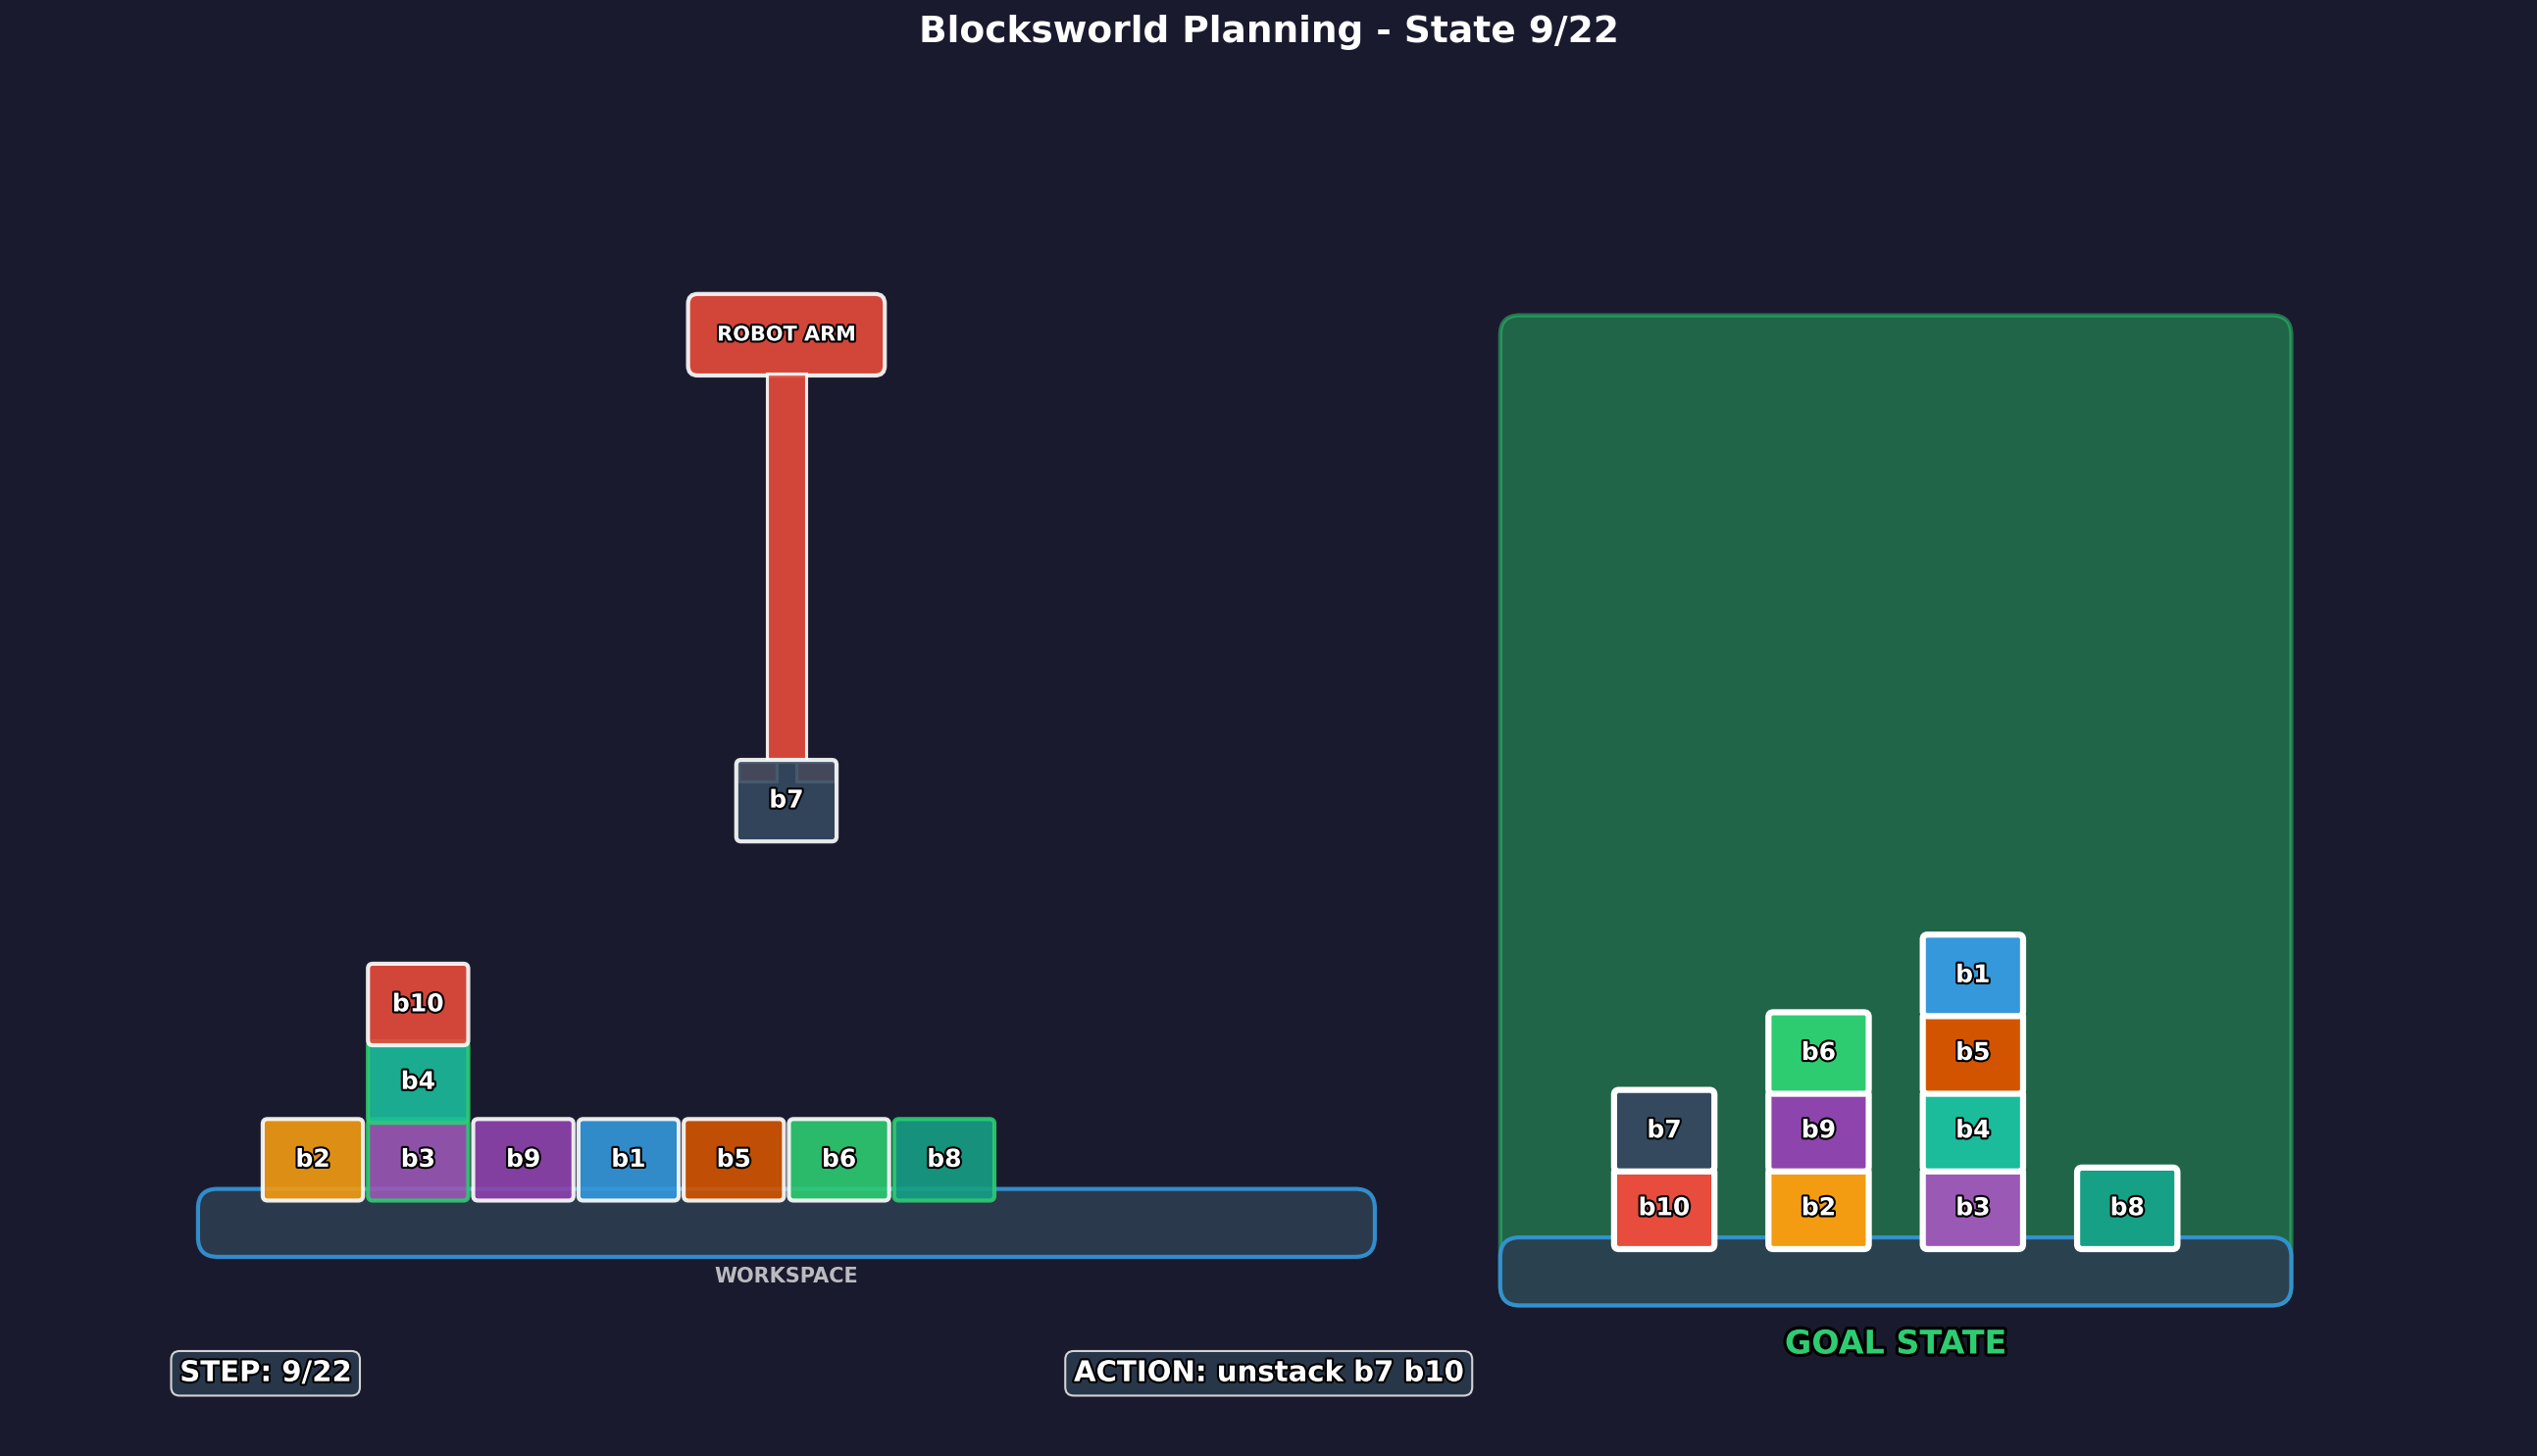 Blocksworld Planning - State 9/22
ROBOT ARM
b7
b10
b4
b2 b3 b9 b1 b5 b6 b8
WORKSPACE
b1
b6 b5
b7 b9 b4
b10 b2 b3 b8
GOAL STATE
STEP: 9/22
ACTION: unstack b7 b10